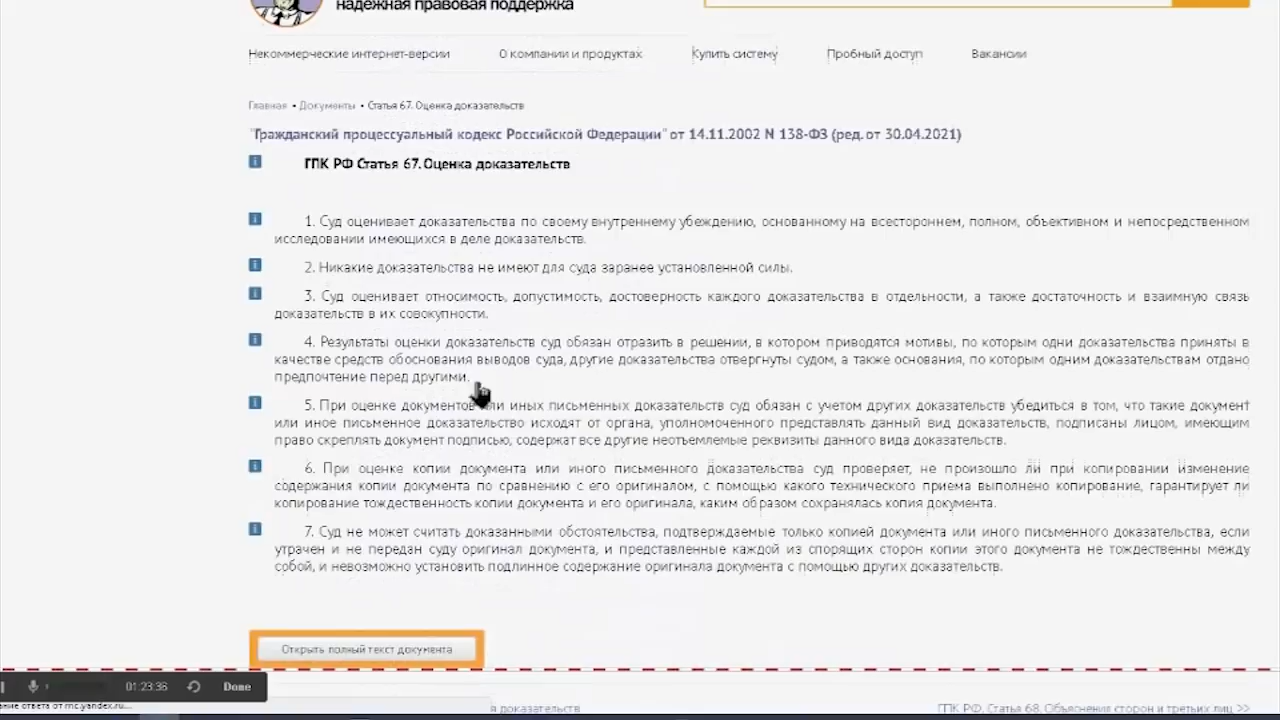 надежная правовая поддержка
Некоммерческие интернет-версии О компании и продуктах Купить систему Пробный доступ Вакансии
Главная • Документы • Статья 67. Оценка доказательств
"Гражданский процессуальный кодекс Российской Федерации" от 14.11.2002 N 138-ФЗ (ред. от 30.04.2021)
ГПК РФ Статья 67. Оценка доказательств
1. Суд оценивает доказательства по своему внутреннему убеждению, основанному на всестороннем, полном, объективном и непосредственном
исследовании имеющихся в деле доказательств.
2. Никакие доказательства не имеют для суда заранее установленной силы.
3. Суд оценивает относимость, допустимость, достоверность каждого доказательства в отдельности, а также достаточность и взаимную связь
доказательств в их совокупности.
4. Результаты оценки доказательств суд обязан отразить в решении, в котором приводятся мотивы, по которым одни доказательства приняты в
качестве средств обоснования выводов суда, другие доказательства отвергнуты судом, а также основания, по которым одним доказательствам отдано
предпочтение перед другими.
5. При оценке документов или иных письменных доказательств суд обязан с учетом других доказательств убедиться в том, что такие документ
или иное письменное доказательство исходят от органа, уполномоченного представлять данный вид доказательств, подписаны лицом, имеющим
право скреплять документ подписью, содержат все другие неотъемлемые реквизиты данного вида доказательств.
6. При оценке копии документа или иного письменного доказательства суд проверяет, не произошло ли при копировании изменение
содержания копии документа по сравнению с его оригиналом, с помощью какого технического приема выполнено копирование, гарантирует ли
копирование тождественность копии документа и его оригинала, каким образом сохранялась копия документа.
7. Суд не может считать доказанными обстоятельства, подтверждаемые только копией документа или иного письменного доказательства, если
утрачен и не передан суду оригинал документа, и представленные каждой из спорящих сторон копии этого документа не тождественны между
собой, и невозможно установить подлинное содержание оригинала документа с помощью других доказательств.
Открыть полный текст документа
01:23:36 Done
ответа от mc.yandex.ru...
доказательств ГПК РФ, Статья 68. Объяснения сторон и третьих лиц >>